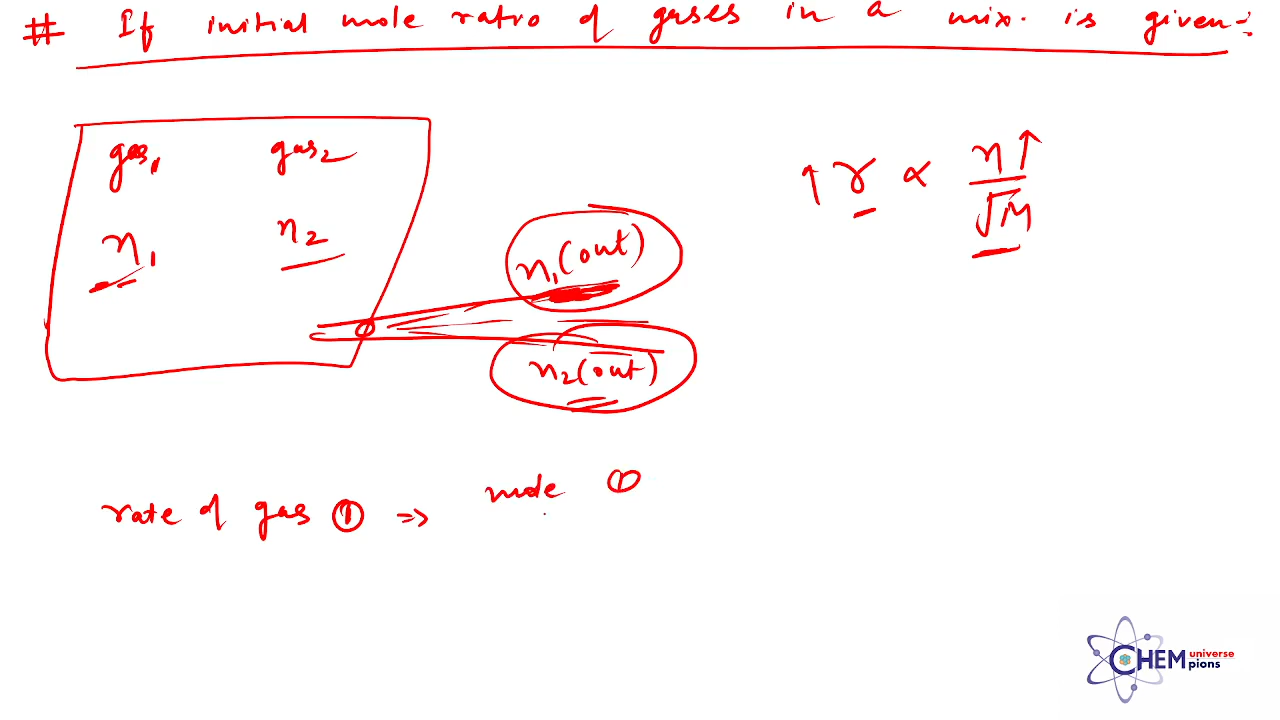 # If initial mole ratio of gases in a mix. is given :-
gas₁ gas₂
n₁ n₂
n₁(out)
n₂(out)
↑ r ∝ n↑ / √M
rate of gas ① => mole ①
CHEM universe pions